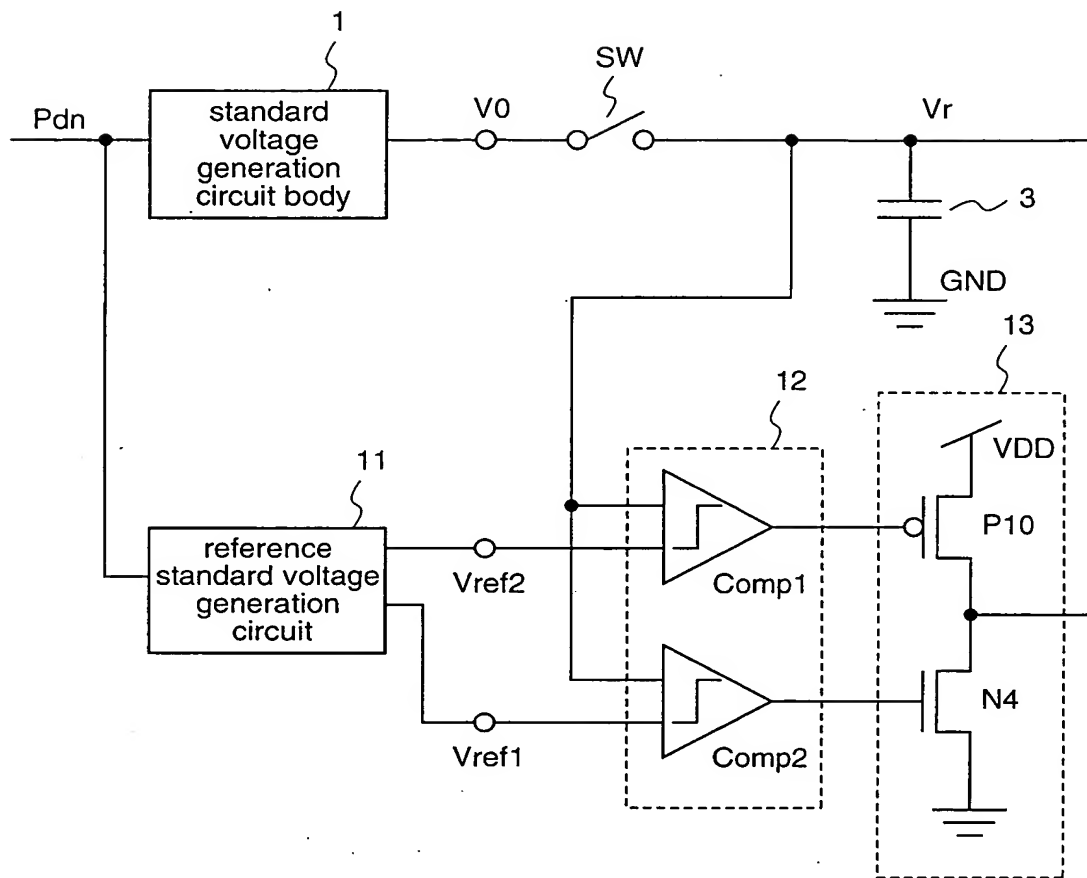 1
SW
Pdn
standard
voltage
generation
circuit body
V0
Vr
3
GND
13
12
VDD
11
P10
reference
standard voltage
generation
circuit
Vref2
Comp1
N4
Vref1
Comp2